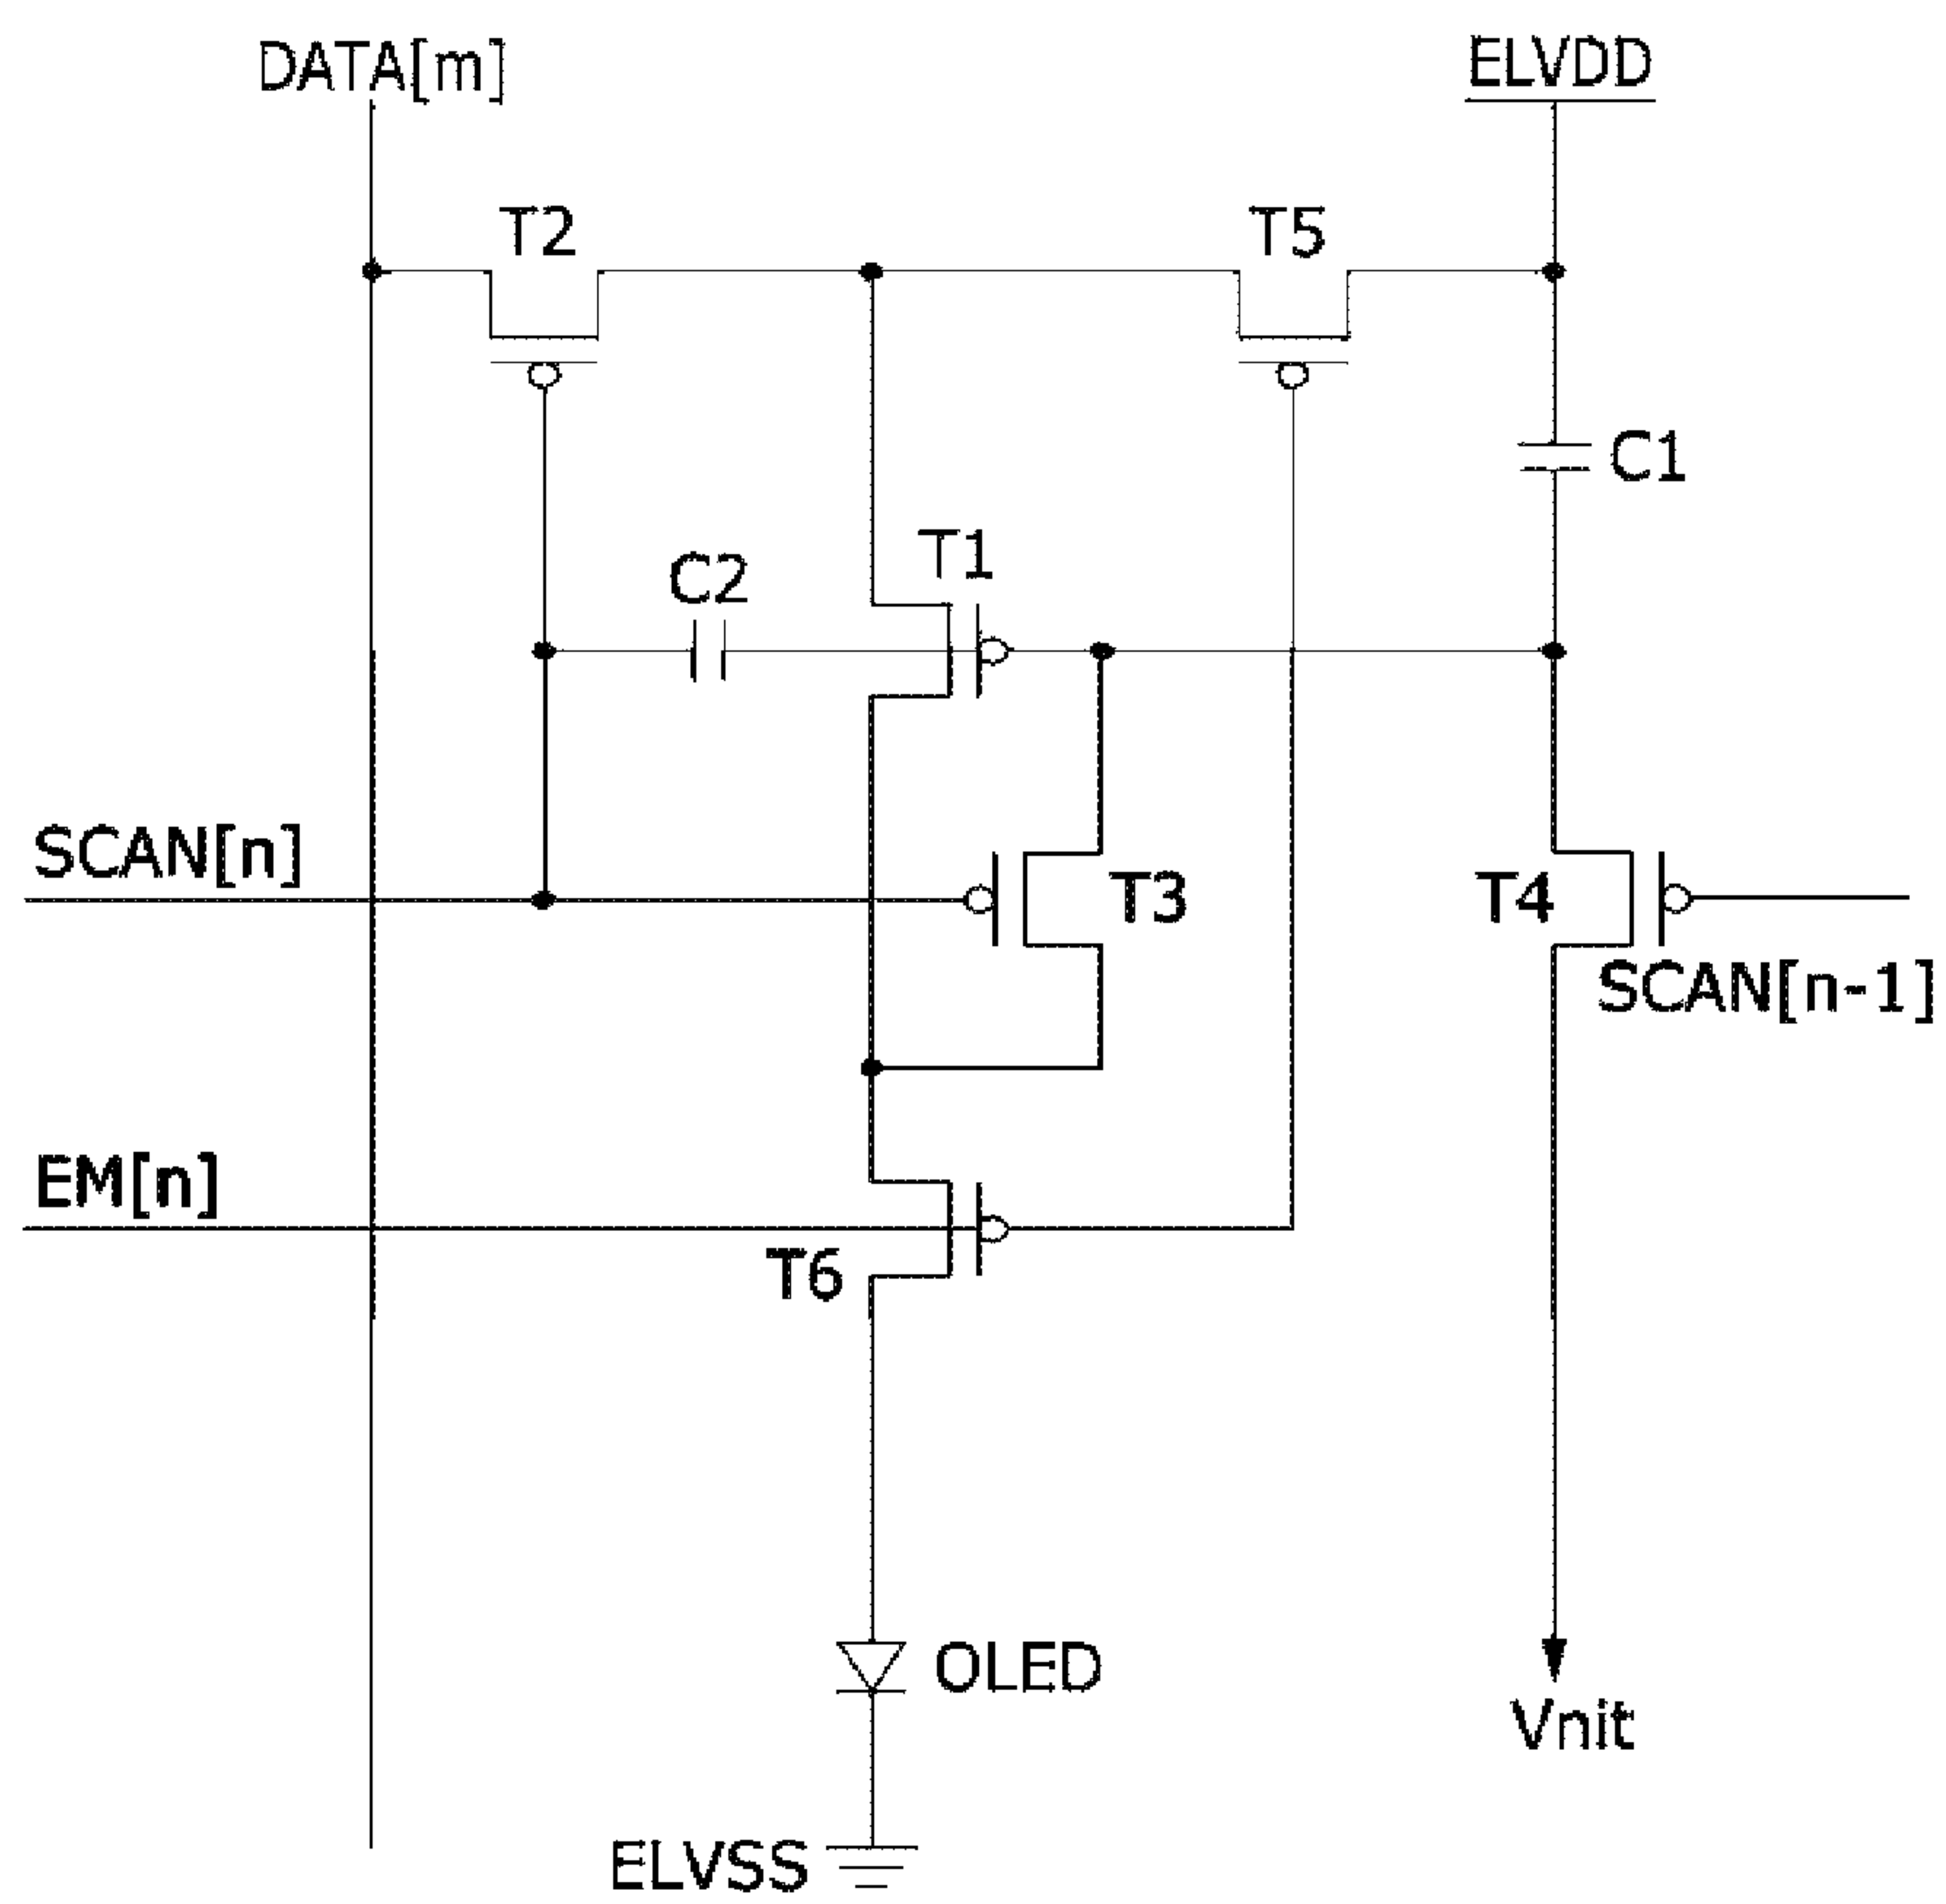 DATA[m]
ELVDD
T2
T5
C1
T1
C2
SCAN[n]
T3
T4
SCAN[n-1]
EM[n]
T6
OLED
Vnit
ELVSS